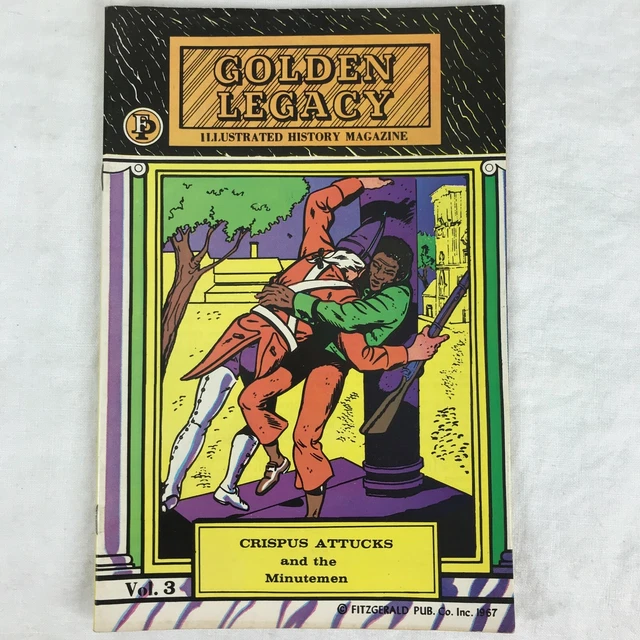 GOLDEN
LEGACY
ILLUSTRATED HISTORY MAGAZINE
FP
CRISPUS ATTUCKS
and the
Minutemen
Vol. 3
© FITZGERALD PUB. Co. Inc. 1967